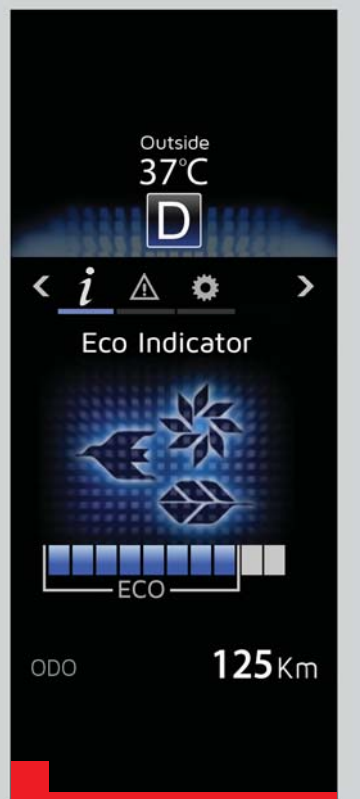 Outside
37°C
D
i
Eco Indicator
ECO
ODO 125Km